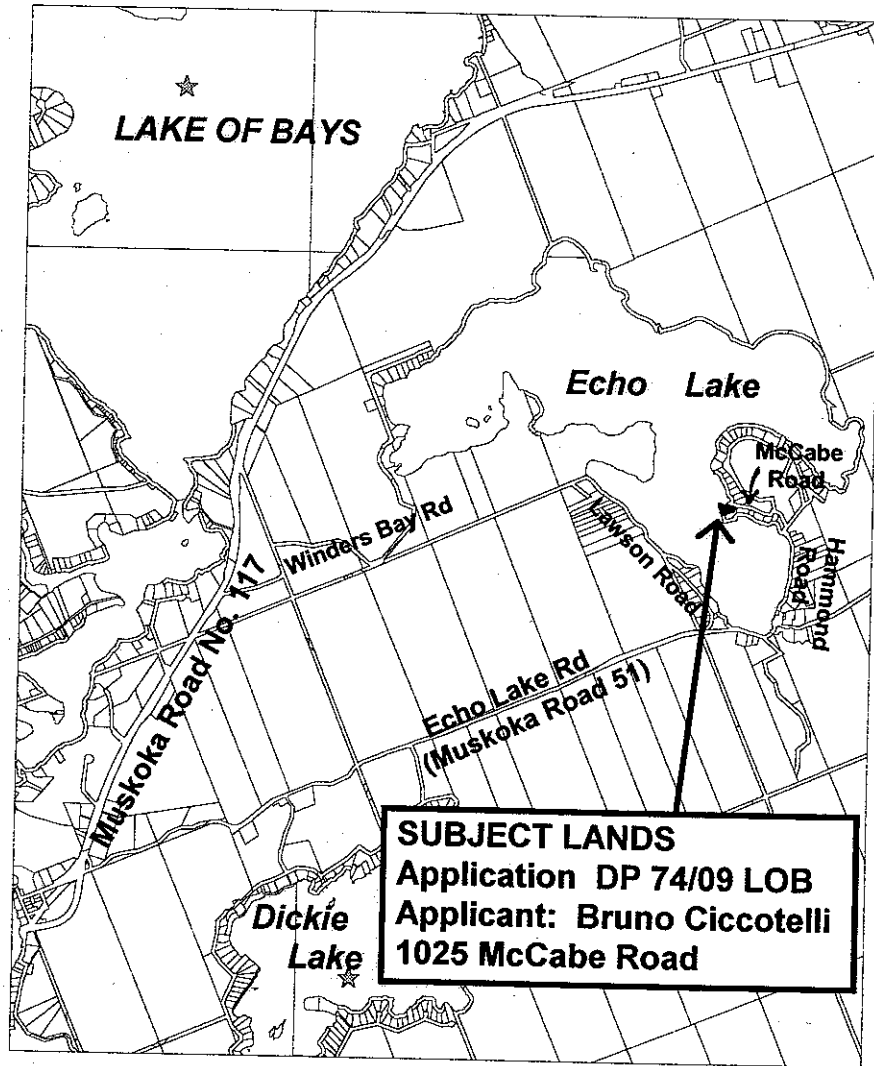 LAKE OF BAYS
Echo Lake
McCabe
Road
Winders Bay Rd
Lawson Road
Hammond
Road
Muskoka Road No. 117
Echo Lake Rd
(Muskoka Road 51)
SUBJECT LANDS
Application DP 74/09 LOB
Applicant: Bruno Ciccotelli
1025 McCabe Road
Dickie
Lake